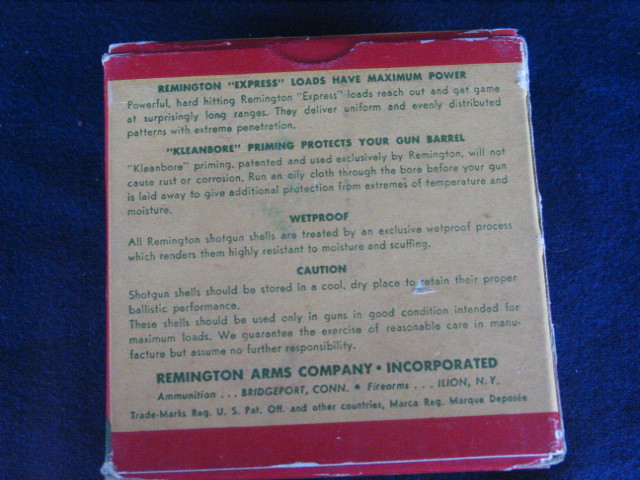 REMINGTON "EXPRESS" LOADS HAVE MAXIMUM POWER
Powerful, hard hitting Remington "Express" loads reach out and get game
at surprisingly long ranges. They deliver uniform and evenly distributed
patterns with extreme penetration.
"KLEANBORE" PRIMING PROTECTS YOUR GUN BARREL
"Kleanbore" priming, patented and used exclusively by Remington, will not
cause rust or corrosion. Run an oily cloth through the bore before your gun
is laid away to give additional protection from extremes of temperature and
moisture.
WETPROOF
All Remington shotgun shells are treated by an exclusive wetproof process
which renders them highly resistant to moisture and scuffing.
CAUTION
Shotgun shells should be stored in a cool, dry place to retain their proper
ballistic performance.
These shells should be used only in guns in good condition intended for
maximum loads. We guarantee the exercise of reasonable care in manu-
facture but assume no further responsibility.
REMINGTON ARMS COMPANY • INCORPORATED
Ammunition . . . BRIDGEPORT, CONN. • Firearms . . . ILION, N. Y.
Trade-Marks Reg. U. S. Pat. Off. and other countries, Marca Reg. Marque Deposée